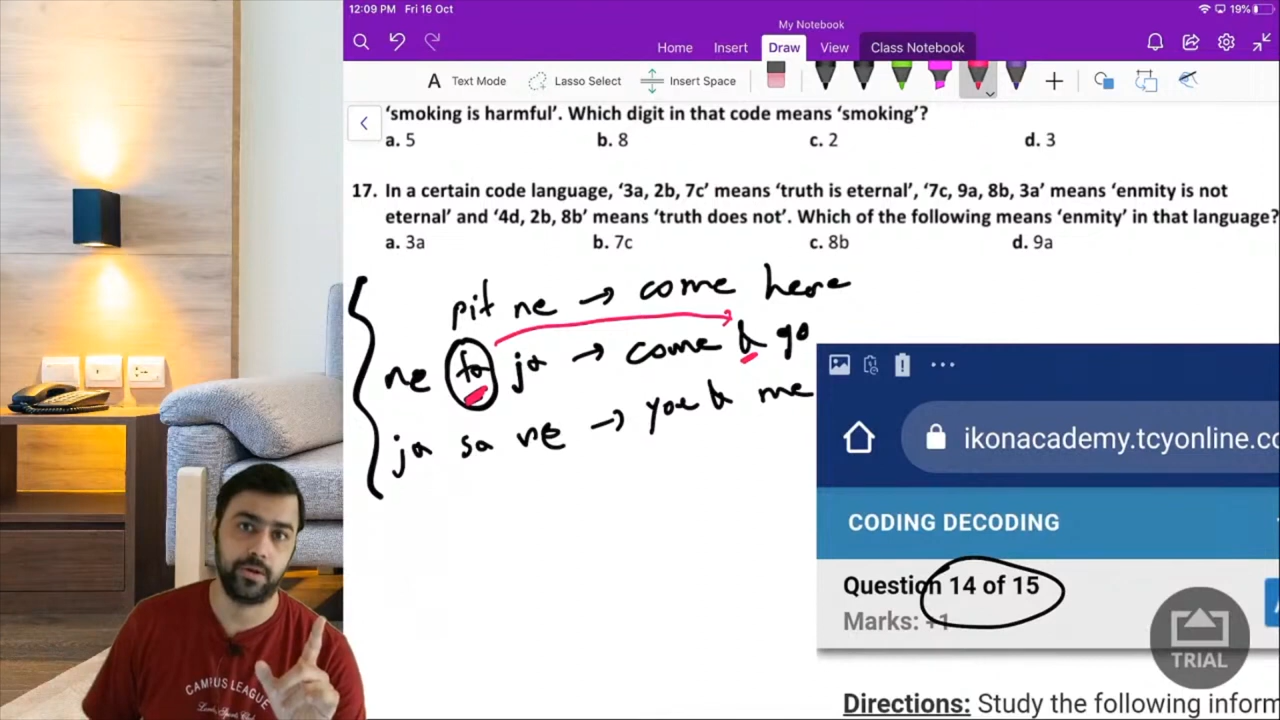 12:09 PM Fri 16 Oct
19%
My Notebook
Home Insert Draw View Class Notebook
A Text Mode Lasso Select Insert Space
‘smoking is harmful’. Which digit in that code means ‘smoking’?
a. 5 b. 8 c. 2 d. 3
17. In a certain code language, ‘3a, 2b, 7c’ means ‘truth is eternal’, ‘7c, 9a, 8b, 3a’ means ‘enmity is not
eternal’ and ‘4d, 2b, 8b’ means ‘truth does not’. Which of the following means ‘enmity’ in that language?
a. 3a b. 7c c. 8b d. 9a
pit ne → come here
ne ta ja → come & go
ja sa ne → you & me
ikonacademy.tcyonline.co
CODING DECODING
Question 14 of 15
Marks: +1
TRIAL
Directions: Study the following inform
CAMPUS LEAGUE